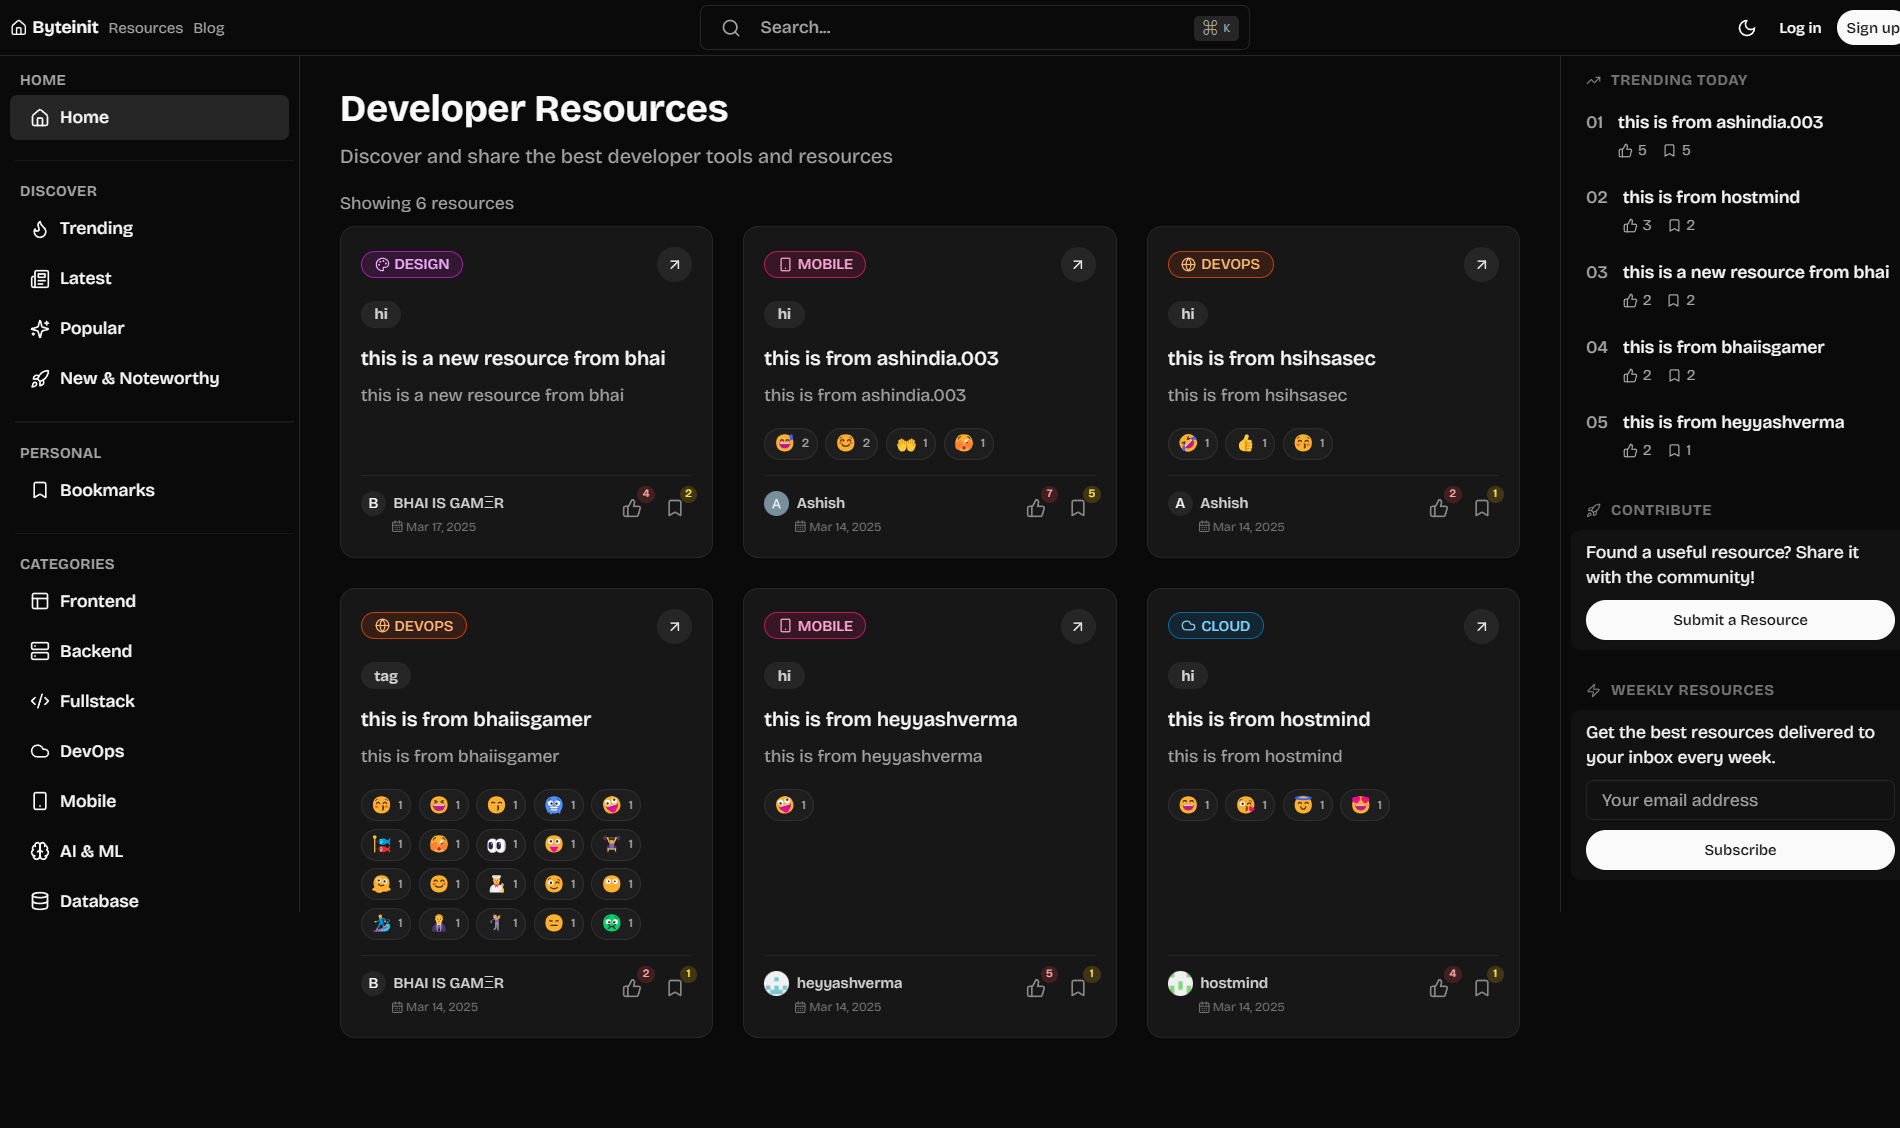 Byteinit Resources Blog
Search...
⌘ K
Log in
Sign up
HOME
Home
DISCOVER
Trending
Latest
Popular
New & Noteworthy
PERSONAL
Bookmarks
CATEGORIES
Frontend
Backend
Fullstack
DevOps
Mobile
AI & ML
Database
Developer Resources
Discover and share the best developer tools and resources
Showing 6 resources
DESIGN
hi
this is a new resource from bhai
this is a new resource from bhai
B BHAI IS GAMΞR
4 2
Mar 17, 2025
MOBILE
hi
this is from ashindia.003
this is from ashindia.003
2 2 1 1
A Ashish
7 5
Mar 14, 2025
DEVOPS
hi
this is from hsihsasec
this is from hsihsasec
1 1 1
A Ashish
2 1
Mar 14, 2025
DEVOPS
tag
this is from bhaiisgamer
this is from bhaiisgamer
1 1 1 1 1
1 1 1 1 1
1 1 1 1 1
1 1 1 1 1
B BHAI IS GAMΞR
2 1
Mar 14, 2025
MOBILE
hi
this is from heyyashverma
this is from heyyashverma
1
heyyashverma
5 1
Mar 14, 2025
CLOUD
hi
this is from hostmind
this is from hostmind
1 1 1 1
hostmind
4 1
Mar 14, 2025
TRENDING TODAY
01 this is from ashindia.003
5 5
02 this is from hostmind
3 2
03 this is a new resource from bhai
2 2
04 this is from bhaiisgamer
2 2
05 this is from heyyashverma
2 1
CONTRIBUTE
Found a useful resource? Share it
with the community!
Submit a Resource
WEEKLY RESOURCES
Get the best resources delivered to
your inbox every week.
Your email address
Subscribe